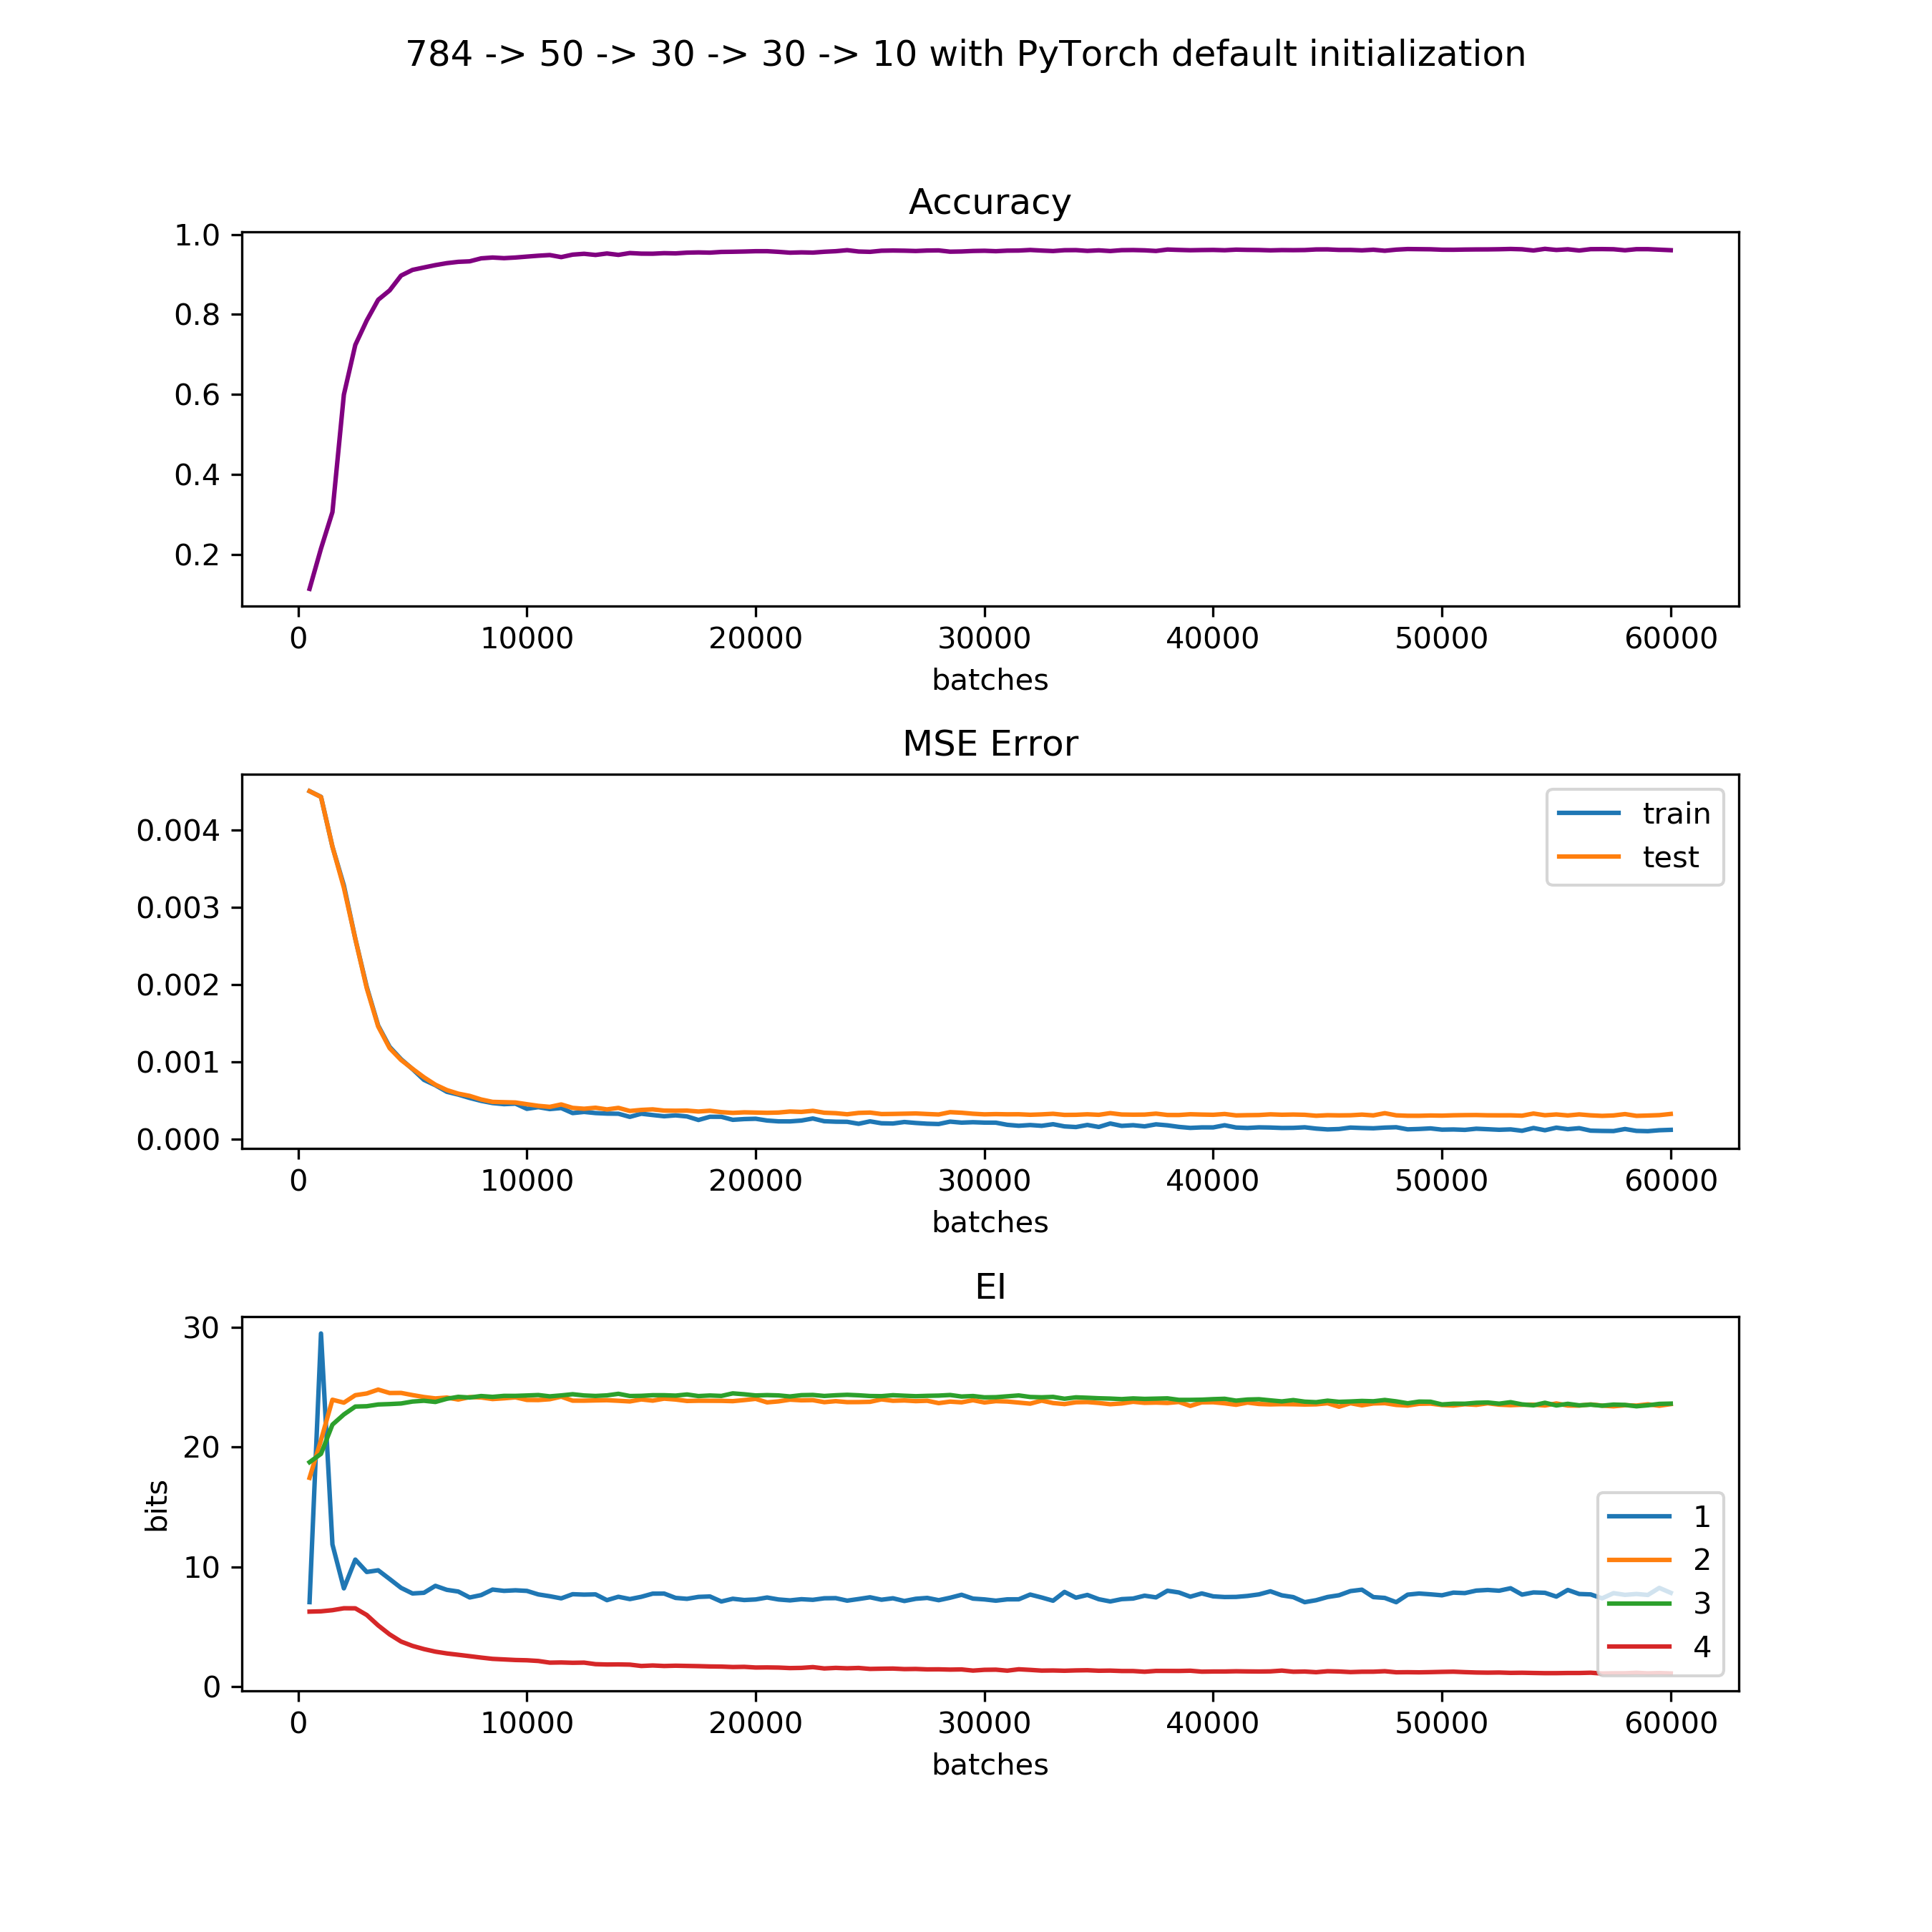 784 -> 50 -> 30 -> 30 -> 10 with PyTorch default initialization
Accuracy
1.0
0.8
0.6
0.4
0.2
0 10000 20000 30000 40000 50000 60000
batches
MSE Error
train
test
0.004
0.003
0.002
0.001
0.000
0 10000 20000 30000 40000 50000 60000
batches
EI
bits
30
20
10
0
1
2
3
4
0 10000 20000 30000 40000 50000 60000
batches